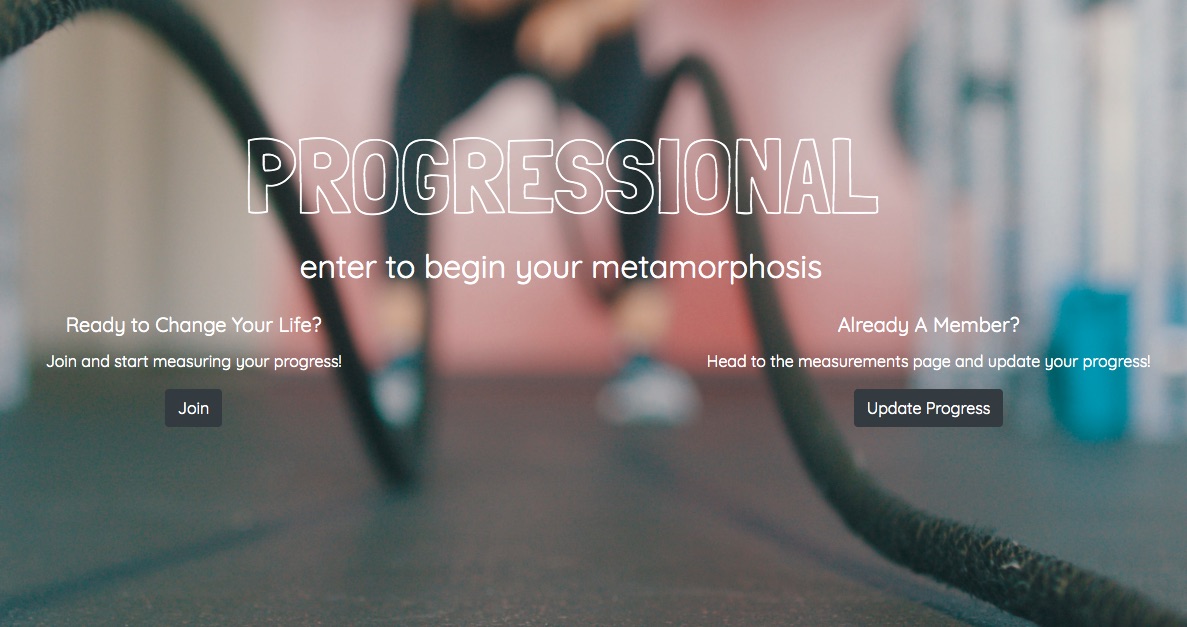 PROGRESSIONAL
enter to begin your metamorphosis
Ready to Change Your Life?
Join and start measuring your progress!
Join
Already A Member?
Head to the measurements page and update your progress!
Update Progress